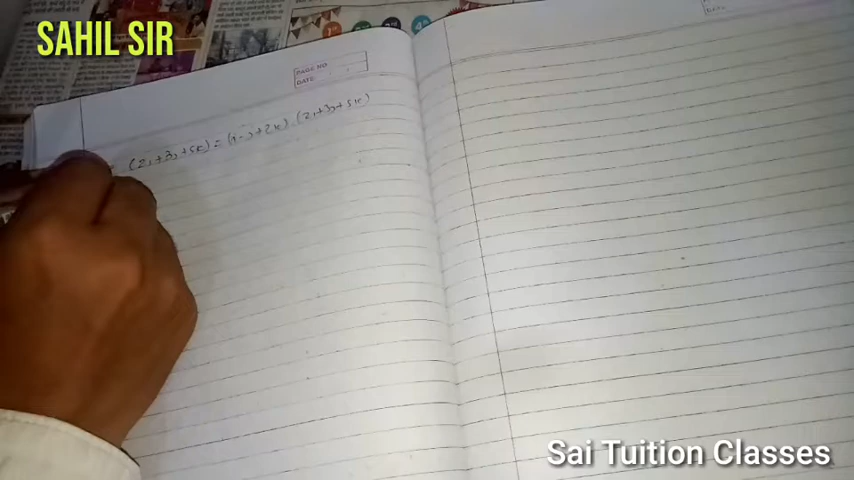 SAHIL SIR
PAGE NO
DATE
(2i+3j+5k) = (i-j+2k) . (2i+3j+5k)
Sai Tuition Classes